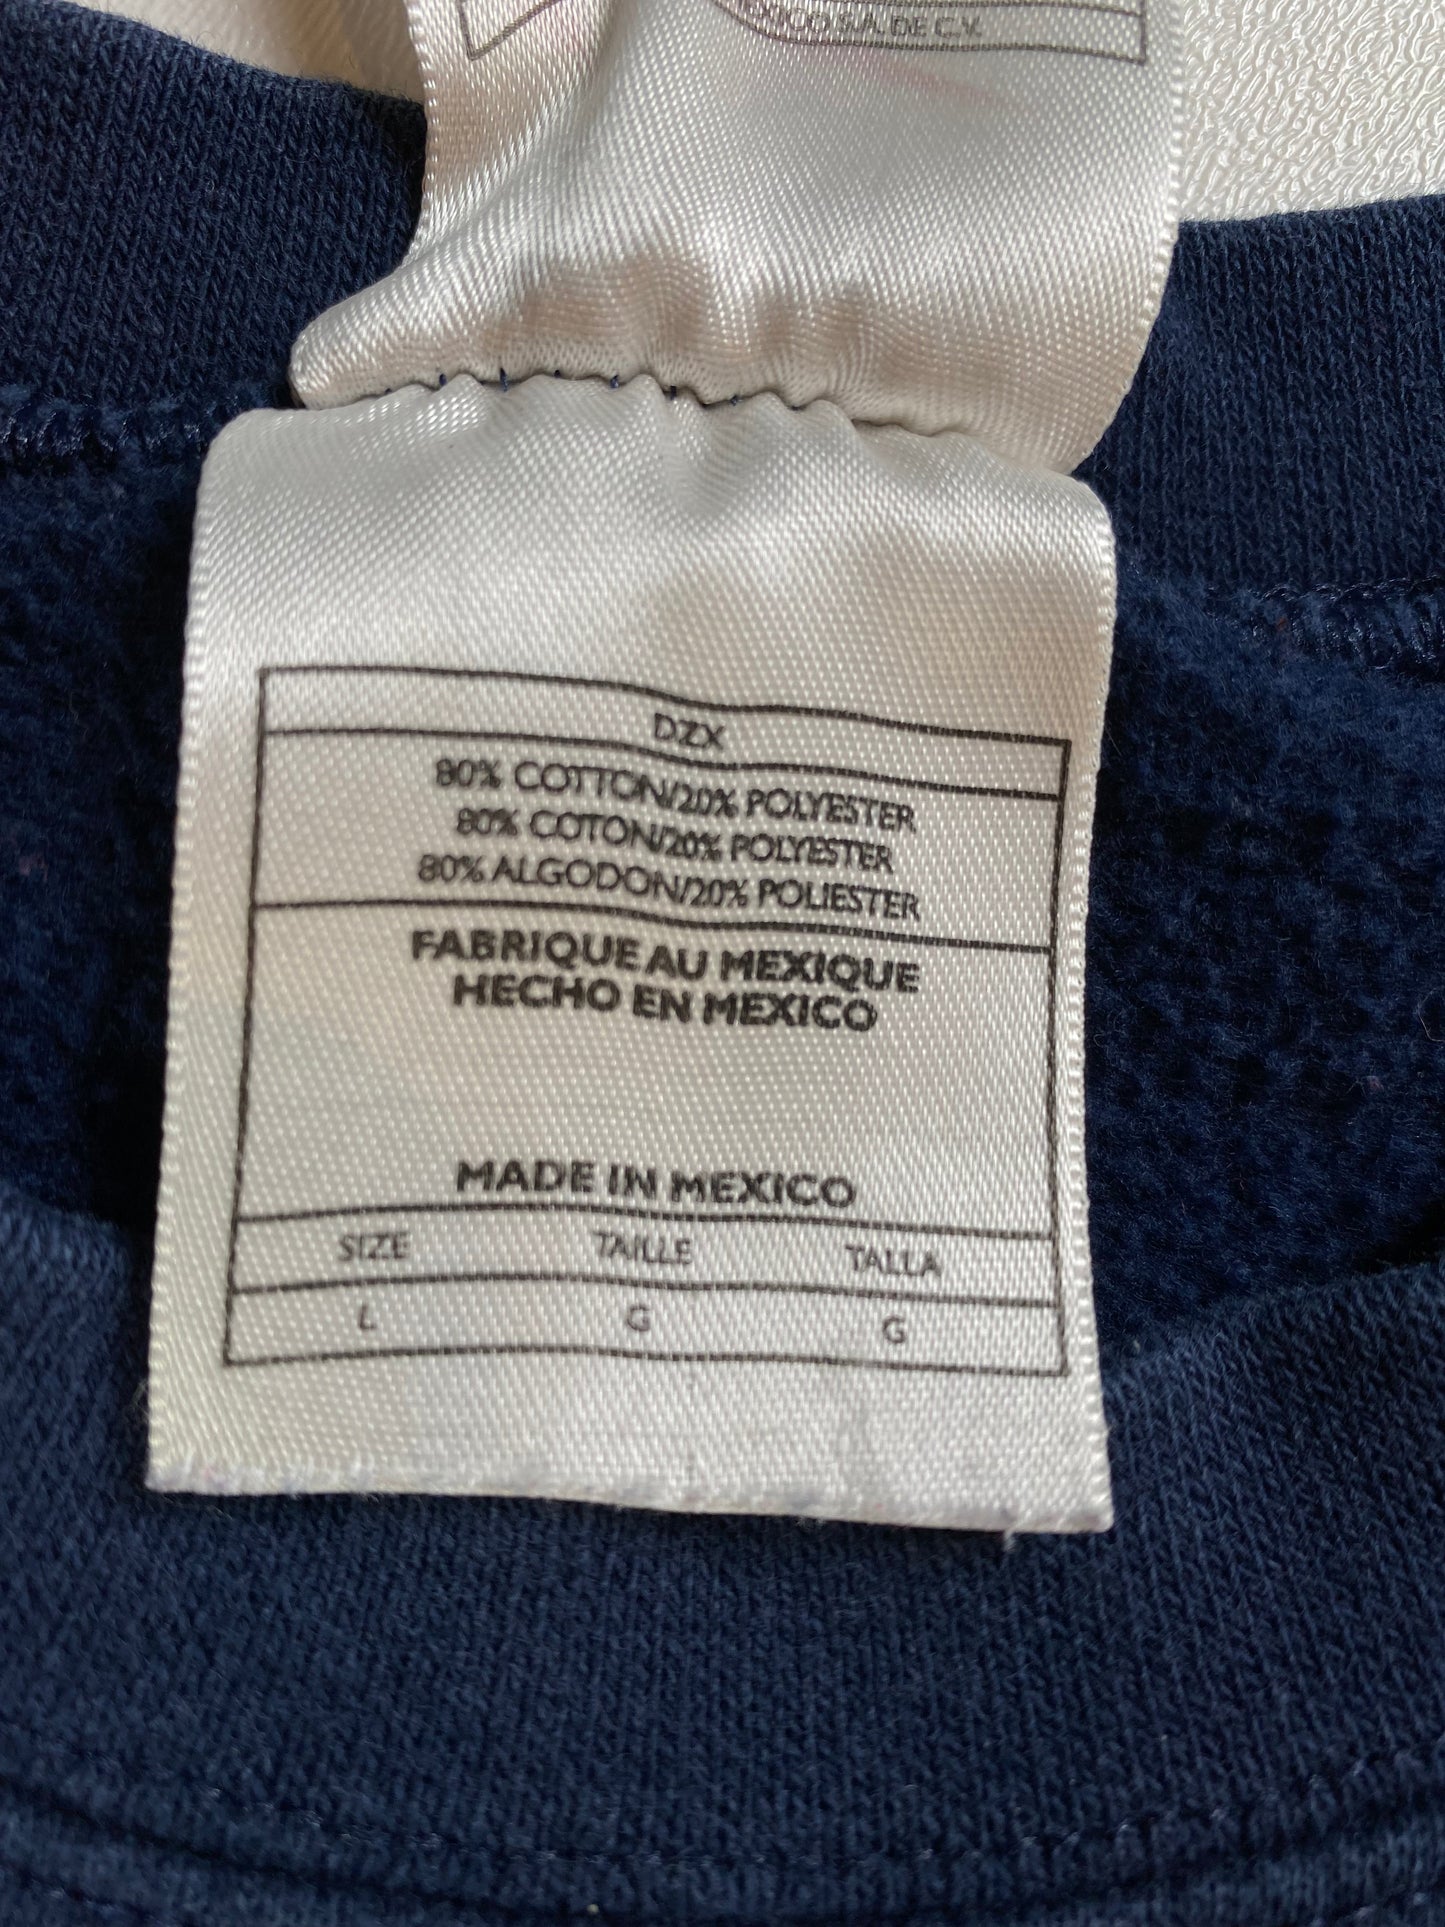 S.A. DE C.V.
DZX
80% COTTON/20% POLYESTER
80% COTON/20% POLYESTER
80% ALGODON/20% POLIESTER
FABRIQUE AU MEXIQUE
HECHO EN MEXICO
MADE IN MEXICO
SIZE TAILLE TALLA
L G G